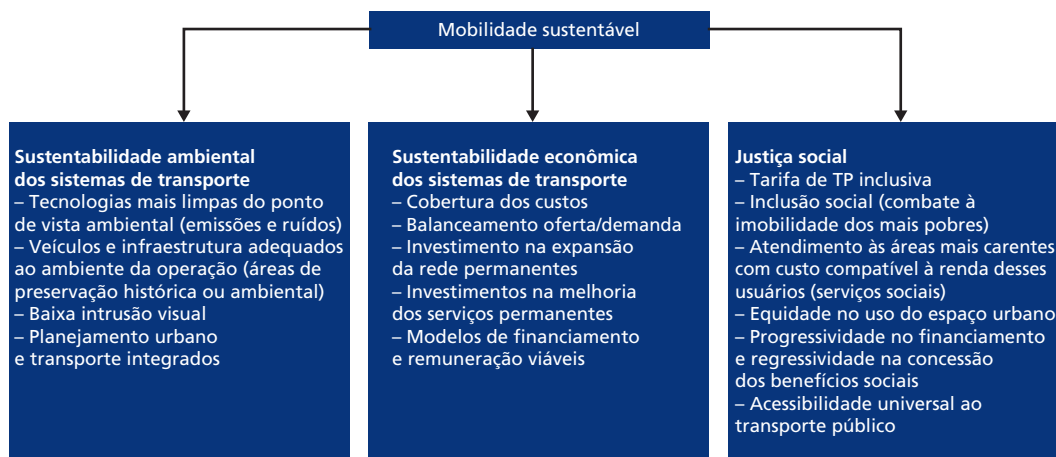 Mobilidade sustentável
Sustentabilidade ambiental
dos sistemas de transporte
– Tecnologias mais limpas do ponto
de vista ambiental (emissões e ruídos)
– Veículos e infraestrutura adequados
ao ambiente da operação (áreas de
preservação histórica ou ambiental)
– Baixa intrusão visual
– Planejamento urbano
e transporte integrados
Sustentabilidade econômica
dos sistemas de transporte
– Cobertura dos custos
– Balanceamento oferta/demanda
– Investimento na expansão
da rede permanentes
– Investimentos na melhoria
dos serviços permanentes
– Modelos de financiamento
e remuneração viáveis
Justiça social
– Tarifa de TP inclusiva
– Inclusão social (combate à
imobilidade dos mais pobres)
– Atendimento às áreas mais carentes
com custo compatível à renda desses
usuários (serviços sociais)
– Equidade no uso do espaço urbano
– Progressividade no financiamento
e regressividade na concessão
dos benefícios sociais
– Acessibilidade universal ao
transporte público